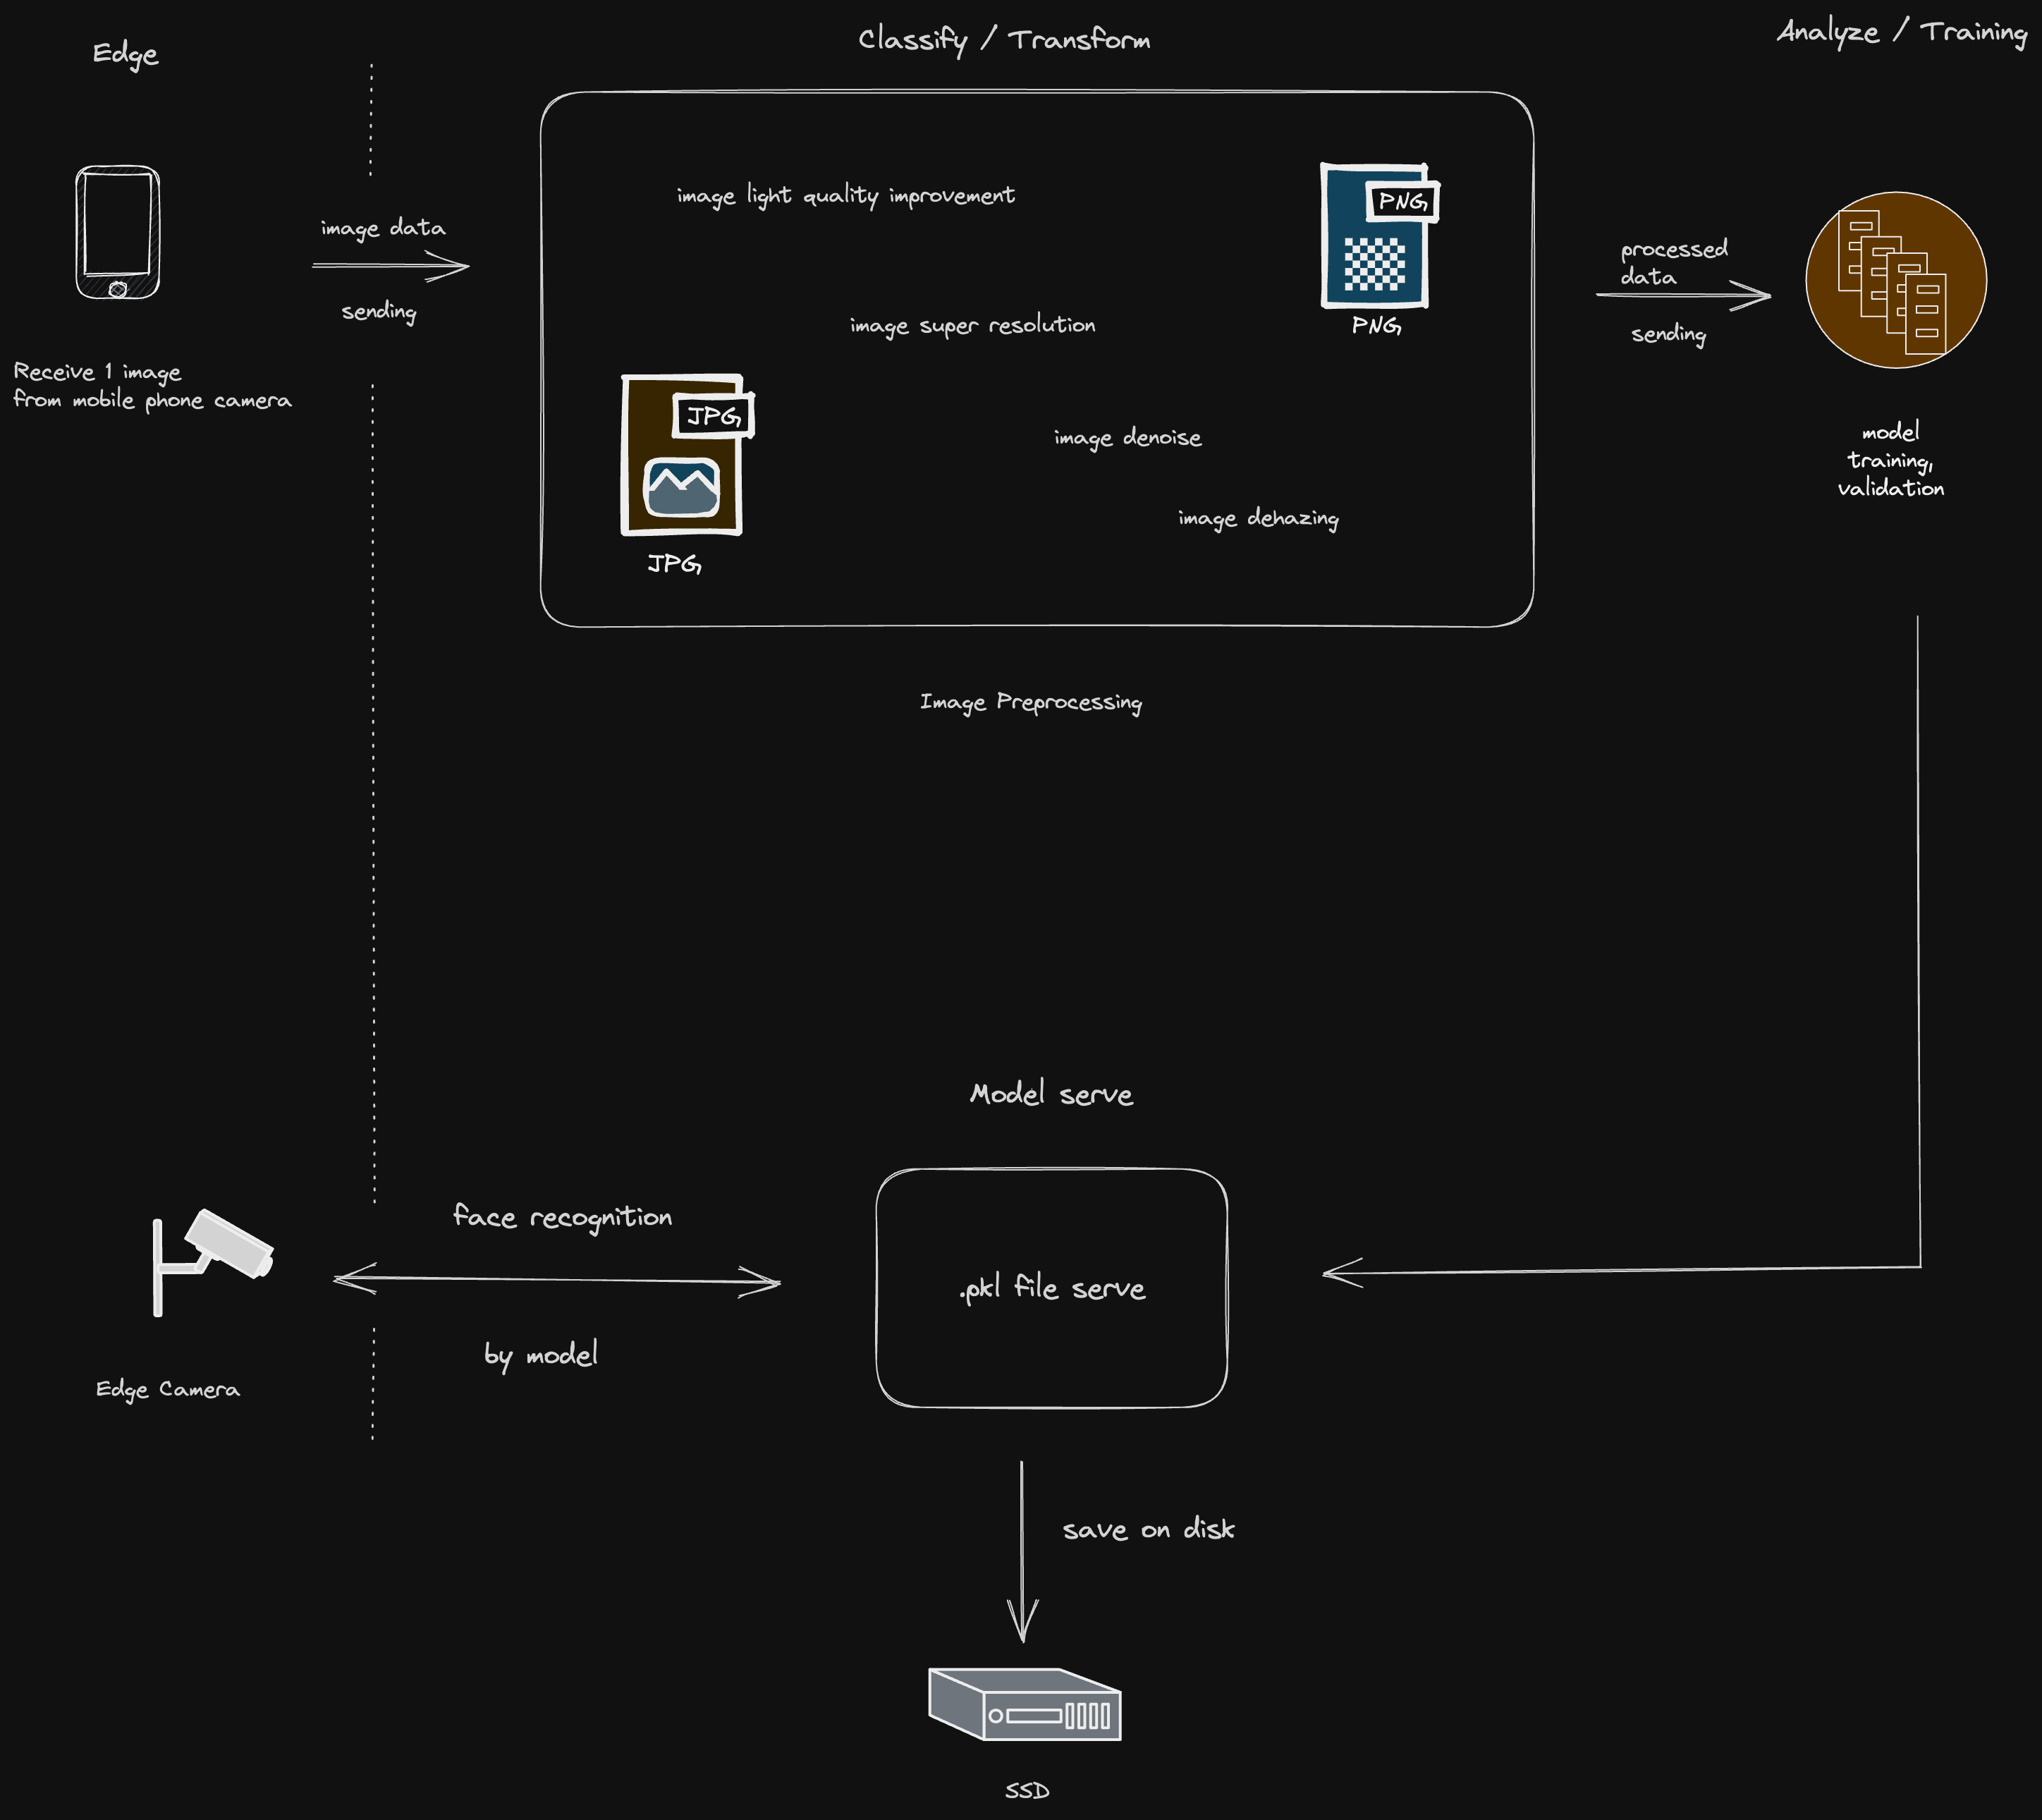 Edge
Classify / Transform
Analyze / Training
image data
sending
Receive 1 image
from mobile phone camera
image light quality improvement
PNG
PNG
image super resolution
JPG
JPG
image denoise
image dehazing
Image Preprocessing
processed
data
sending
model
training,
validation
Model serve
face recognition
by model
.pkl file serve
Edge Camera
save on disk
SSD